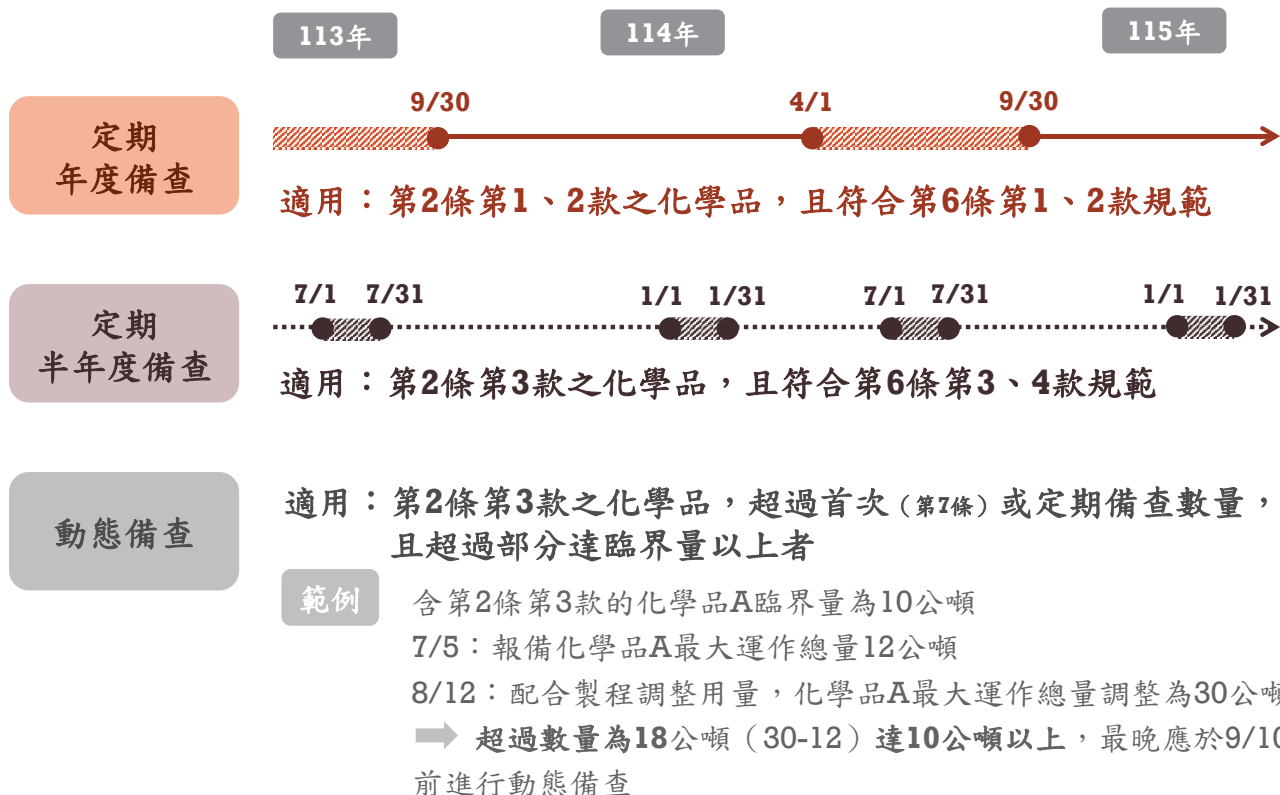 113年 114年 115年
9/30 4/1 9/30
定期
年度備查
適用：第2條第1、2款之化學品，且符合第6條第1、2款規範
7/1 7/31 1/1 1/31 7/1 7/31 1/1 1/31
定期
半年度備查
適用：第2條第3款之化學品，且符合第6條第3、4款規範
動態備查
適用：第2條第3款之化學品，超過首次（第7條）或定期備查數量，
且超過部分達臨界量以上者
範例
含第2條第3款的化學品A臨界量為10公噸
7/5：報備化學品A最大運作總量12公噸
8/12：配合製程調整用量，化學品A最大運作總量調整為30公噸
超過數量為18公噸（30-12）達10公噸以上，最晚應於9/10
前進行動態備查